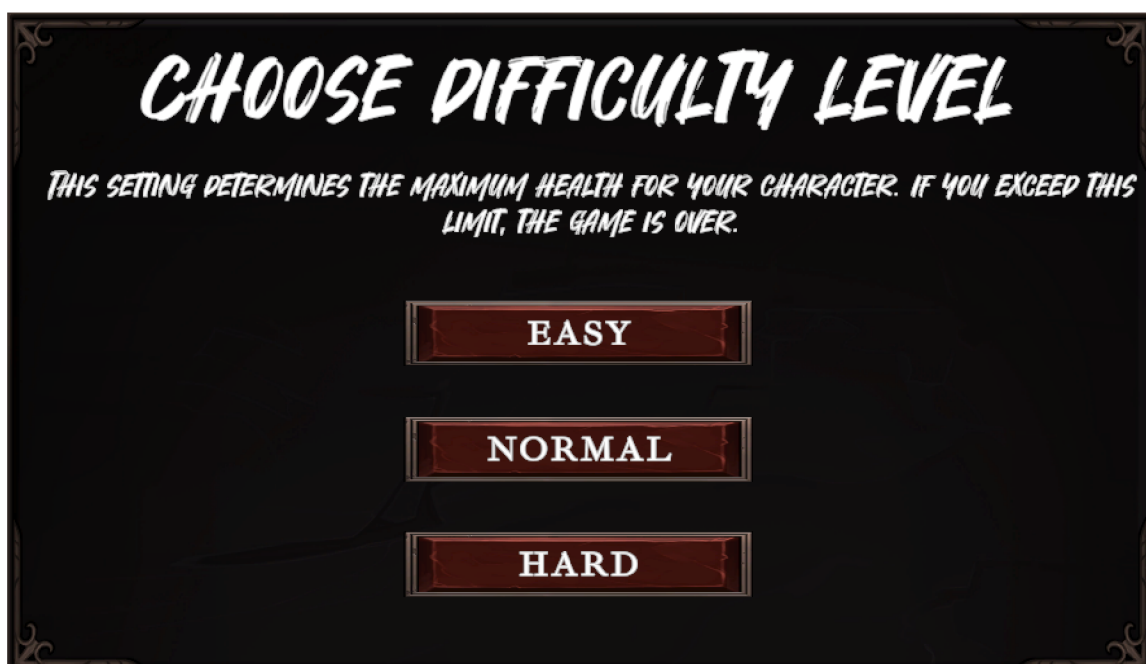 CHOOSE DIFFICULTY LEVEL
THIS SETTING DETERMINES THE MAXIMUM HEALTH FOR YOUR CHARACTER. IF YOU EXCEED THIS
LIMIT, THE GAME IS OVER.
EASY
NORMAL
HARD